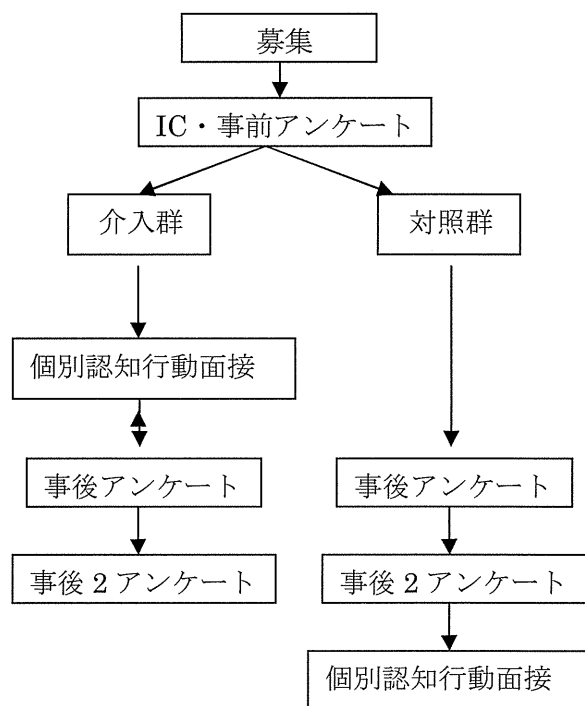 募集
IC・事前アンケート
介入群
対照群
個別認知行動面接
事後アンケート
事後アンケート
事後2アンケート
事後2アンケート
個別認知行動面接